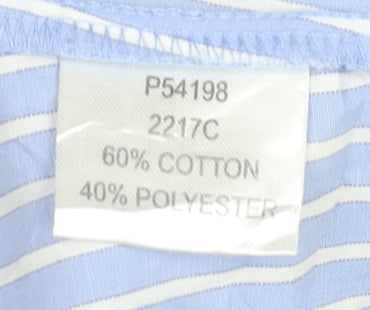 P54198
2217C
60% COTTON
40% POLYESTER